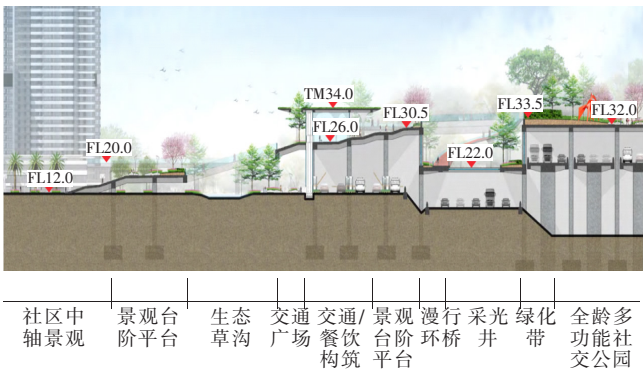 TM34.0
FL30.5
FL33.5
FL32.0
FL26.0
FL20.0
FL22.0
FL12.0
社区中
轴景观
景观台
阶平台
生态
草沟
交通
广场
交通/
餐饮
构筑
景观
台阶
平台
漫行
环桥
采光
井
绿化
带
全龄多
功能社
交公园